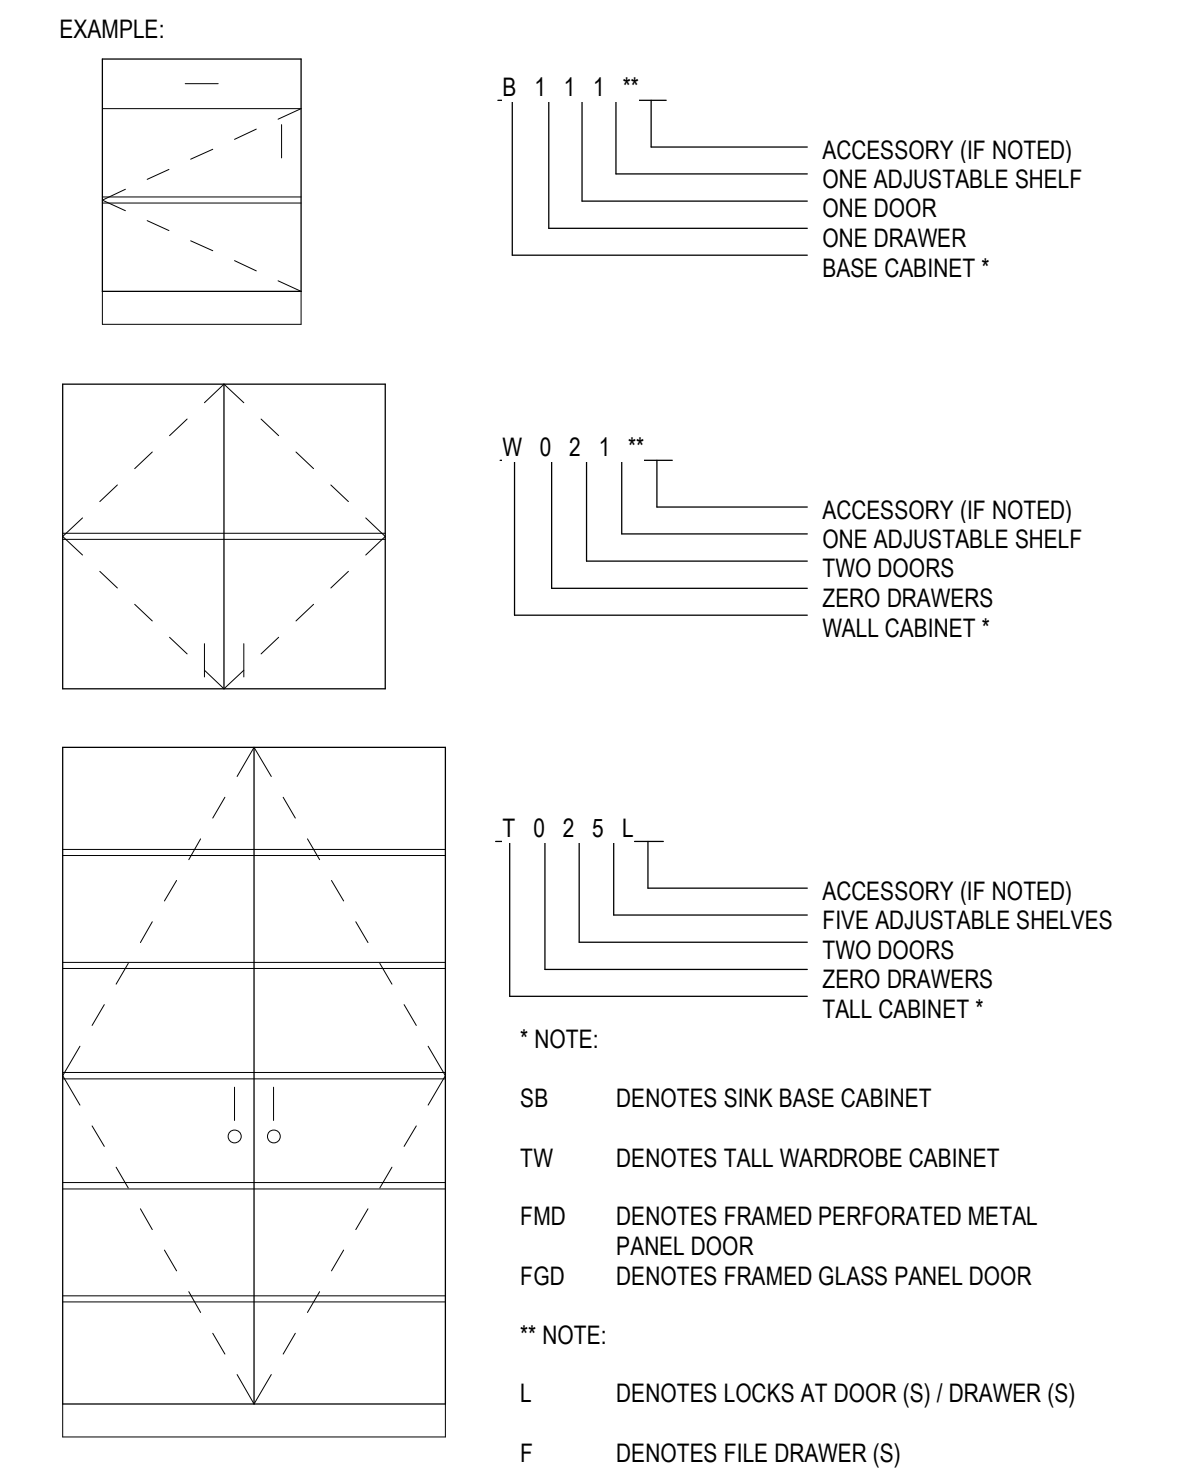 EXAMPLE:
B 1 1 1 **
ACCESSORY (IF NOTED)
ONE ADJUSTABLE SHELF
ONE DOOR
ONE DRAWER
BASE CABINET *
W 0 2 1 **
ACCESSORY (IF NOTED)
ONE ADJUSTABLE SHELF
TWO DOORS
ZERO DRAWERS
WALL CABINET *
T 0 2 5 L
ACCESSORY (IF NOTED)
FIVE ADJUSTABLE SHELVES
TWO DOORS
ZERO DRAWERS
TALL CABINET *
* NOTE:
SB DENOTES SINK BASE CABINET
TW DENOTES TALL WARDROBE CABINET
FMD DENOTES FRAMED PERFORATED METAL
PANEL DOOR
FGD DENOTES FRAMED GLASS PANEL DOOR
** NOTE:
L DENOTES LOCKS AT DOOR (S) / DRAWER (S)
F DENOTES FILE DRAWER (S)